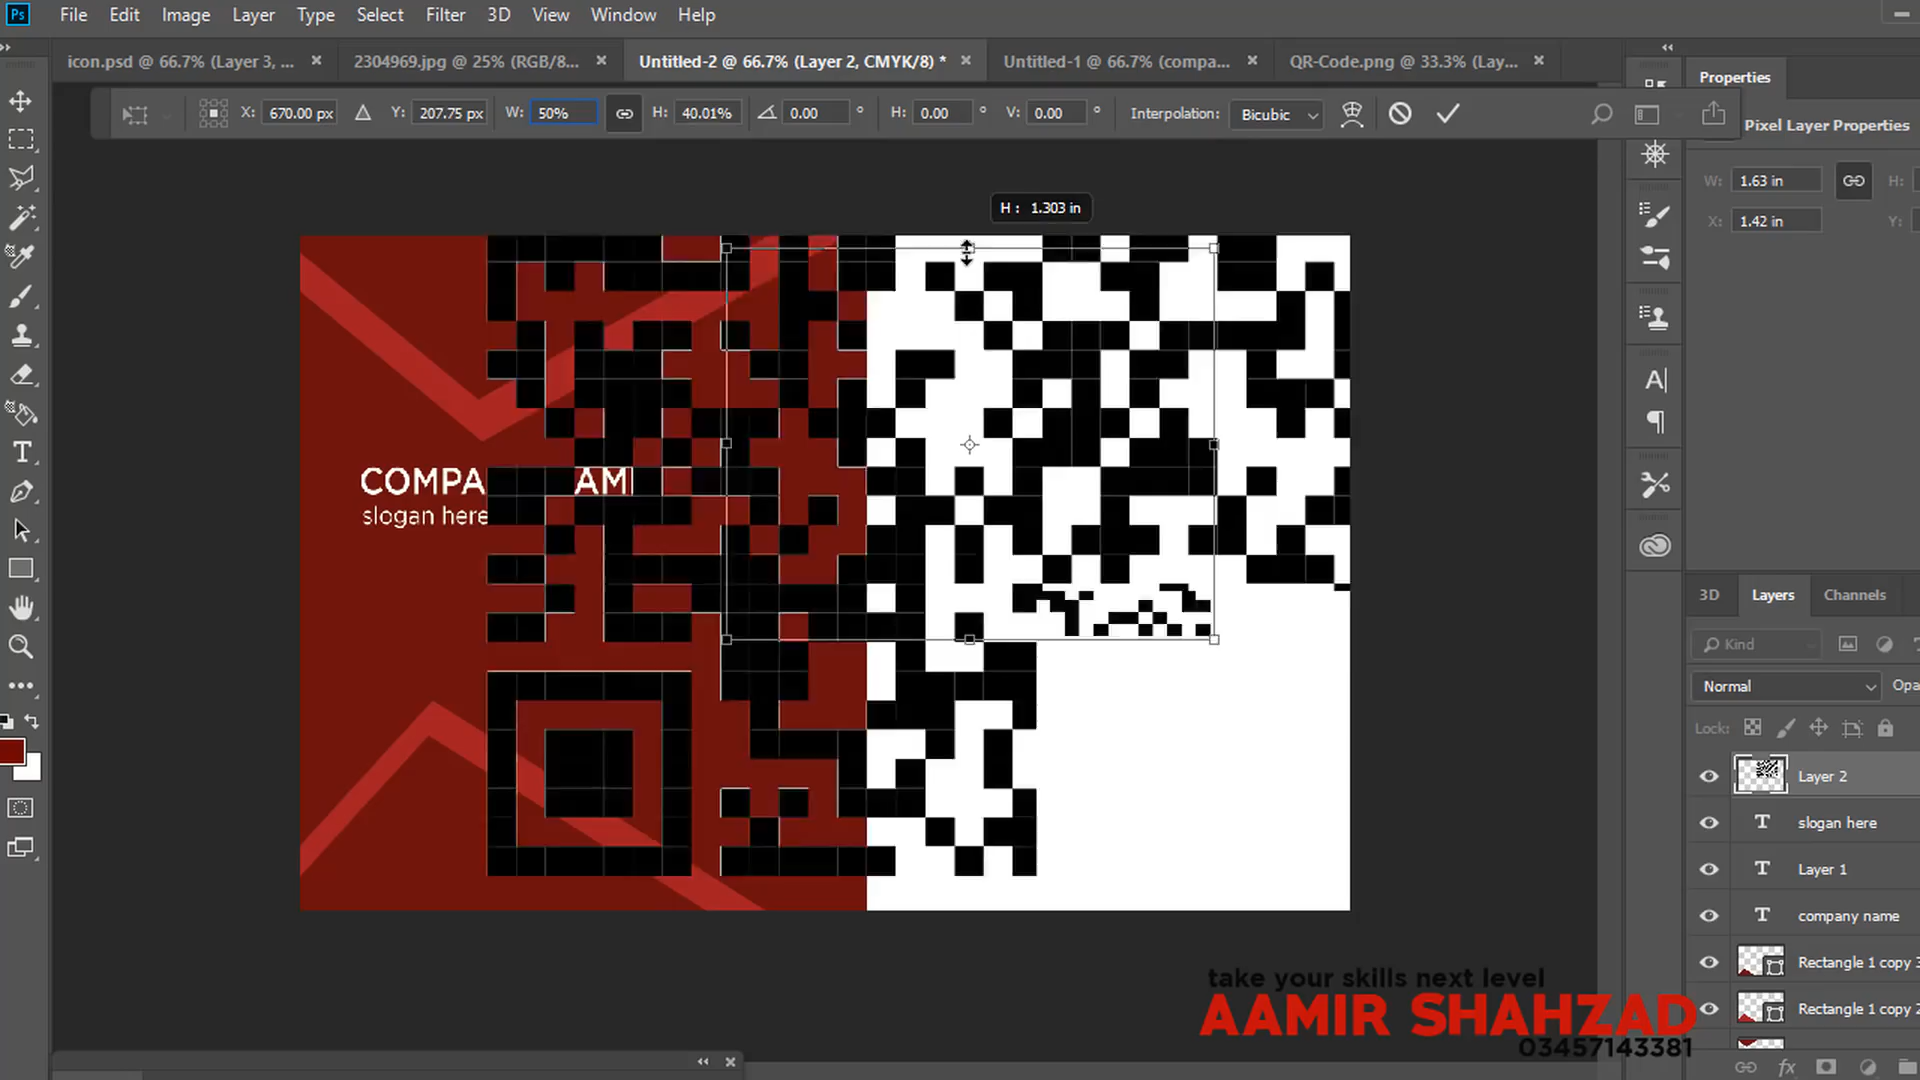 Ps File Edit Image Layer Type Select Filter 3D View Window Help
icon.psd @ 66.7% (Layer 3, ... × 2304969.jpg @ 25% (RGB/8... × Untitled-2 @ 66.7% (Layer 2, CMYK/8) * × Untitled-1 @ 66.7% (compa... × QR-Code.png @ 33.3% (Lay... ×
Properties
X: 670.00 px Y: 207.75 px W: 50% H: 40.01% 0.00 ° H: 0.00 ° V: 0.00 ° Interpolation: Bicubic
Pixel Layer Properties
W: 1.63 in H:
X: 1.42 in Y:
H : 1.303 in
COMPA AM
slogan here
3D Layers Channels
Kind
Normal Opa
Lock:
Layer 2
slogan here
Layer 1
company name
Rectangle 1 copy 3
Rectangle 1 copy 2
fx
take your skills next level
AAMIR SHAHZAD
03457143381